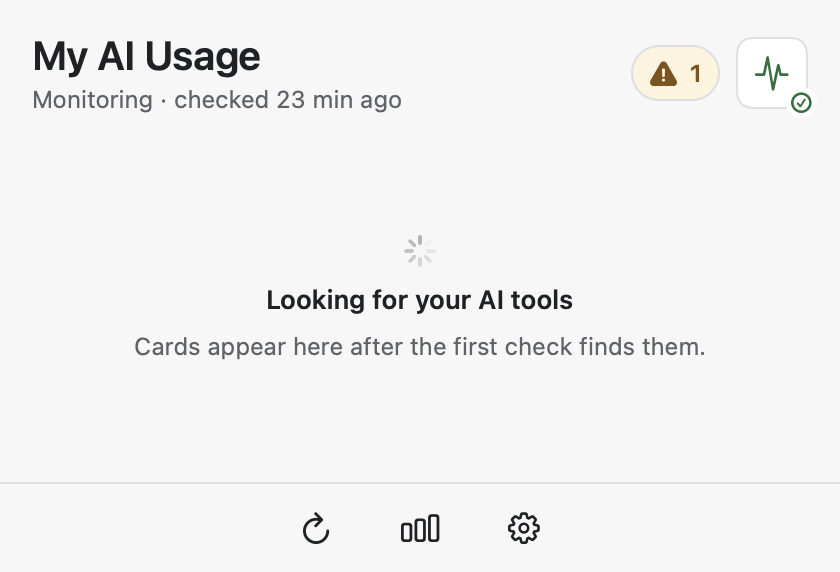 My AI Usage
Monitoring · checked 23 min ago
1
Looking for your AI tools
Cards appear here after the first check finds them.